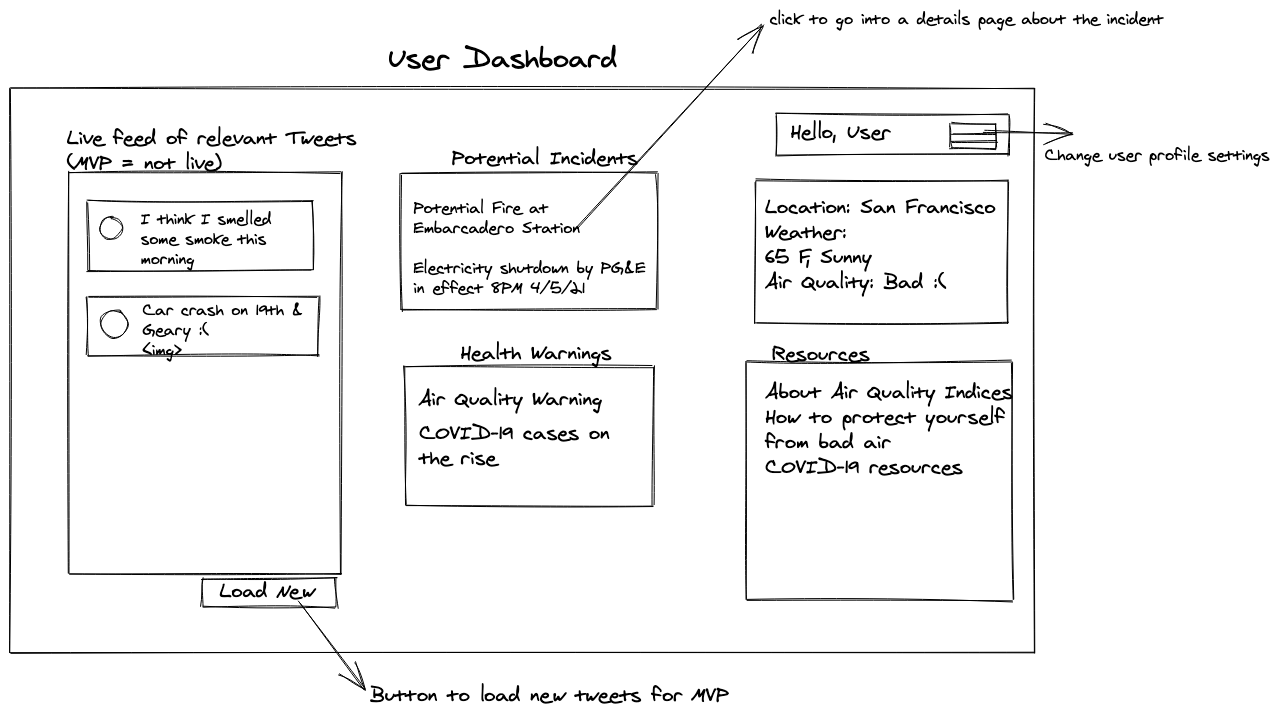 click to go into a details page about the incident
User Dashboard
Live feed of relevant Tweets
(MVP = not live)
I think I smelled
some smoke this
morning
Car crash on 19th &
Geary :(
<img>
Load New
Button to load new tweets for MVP
Potential Incidents
Potential Fire at
Embarcadero Station
Electricity shutdown by PG&E
in effect 8PM 4/5/21
Health Warnings
Air Quality Warning
COVID-19 cases on
the rise
Hello, User
Change user profile settings
Location: San Francisco
Weather:
65 F, Sunny
Air Quality: Bad :(
Resources
About Air Quality Indices
How to protect yourself
from bad air
COVID-19 resources